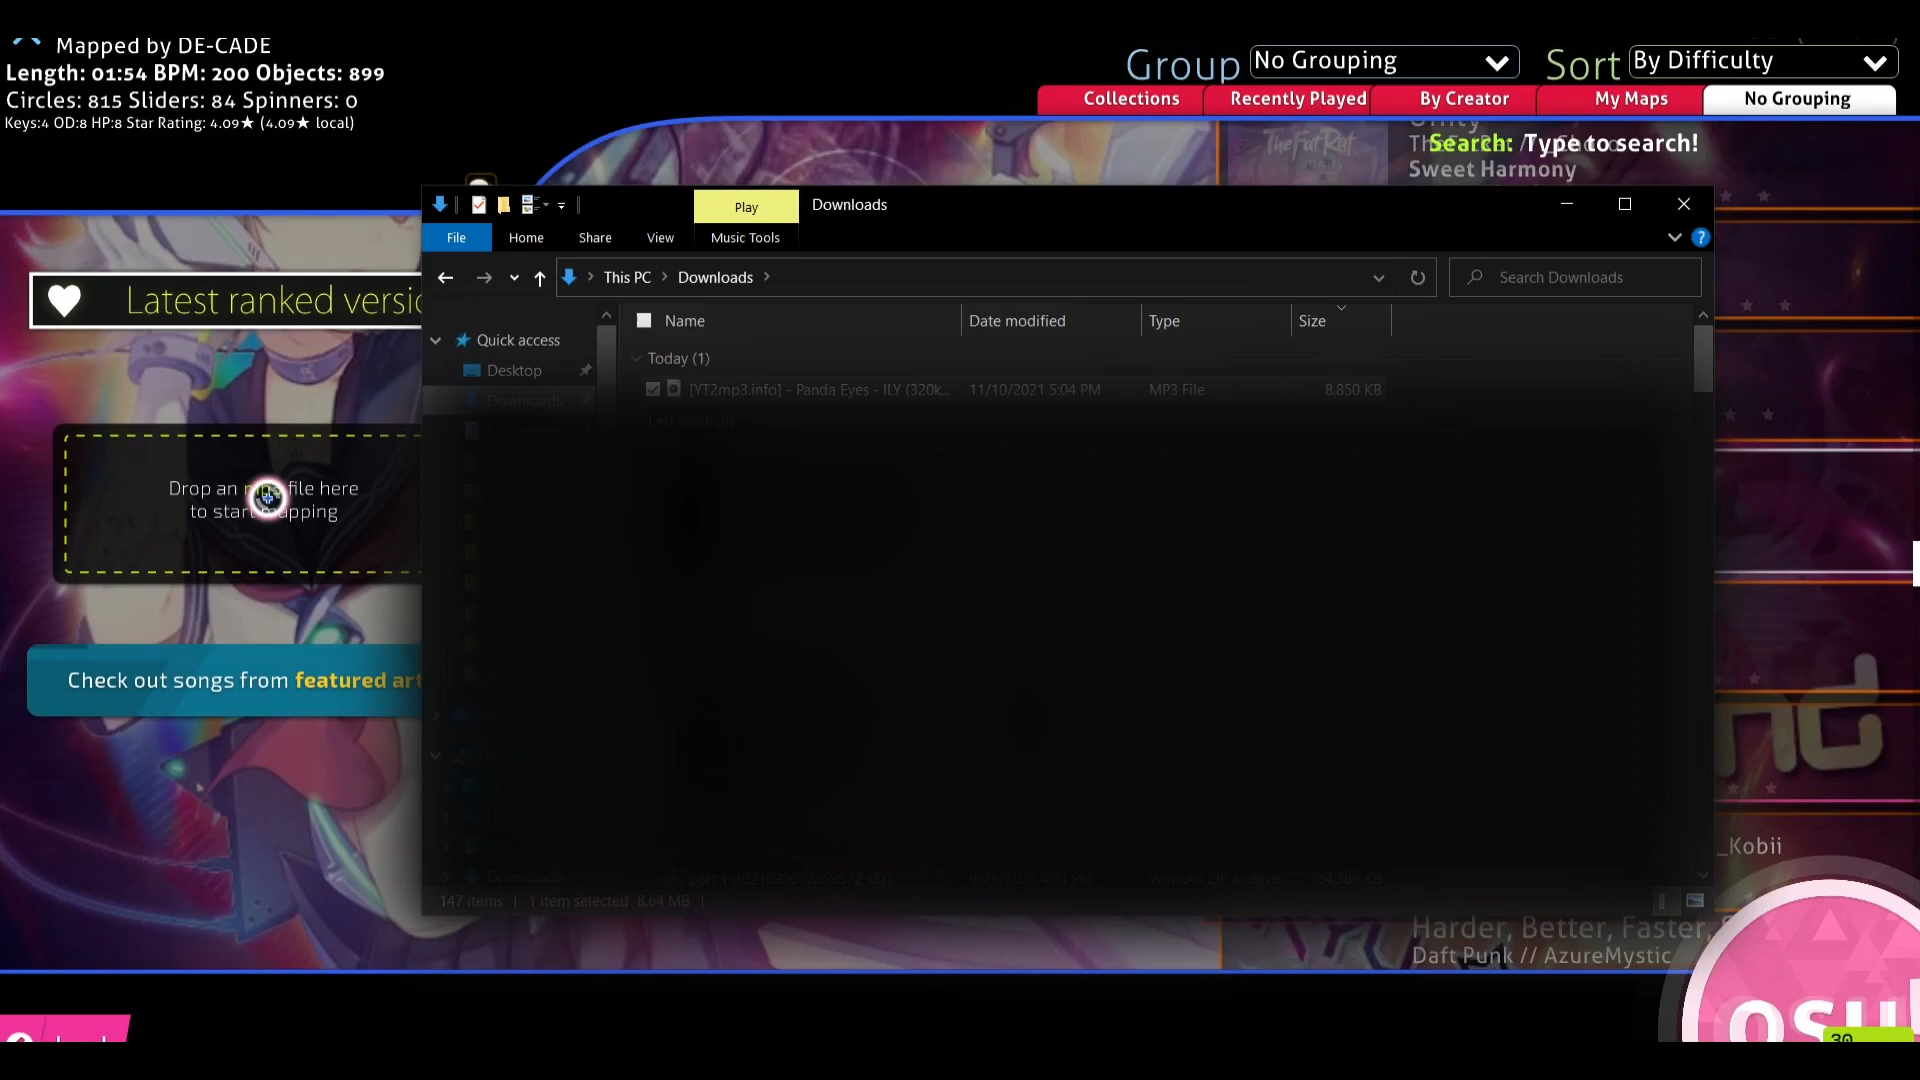 Mapped by DE-CADE
Length: 01:54 BPM: 200 Objects: 899
Circles: 815 Sliders: 84 Spinners: 0
Keys:4 OD:8 HP:8 Star Rating: 4.09★ (4.09★ local)
Group No Grouping Sort By Difficulty
Collections Recently Played By Creator My Maps No Grouping
Search: Type to search!
Sweet Harmony
Latest ranked versi
Drop an file here
to start mapping
Check out songs from featured art
Play Downloads
File Home Share View Music Tools
This PC Downloads Search Downloads
Quick access
Desktop
Downloads
Name Date modified Type Size
Today (1)
[YT2mp3.info] - Panda Eyes - ILY (320k... 11/10/2021 5:04 PM MP3 File 8,850 KB
Downloads
147 items 1 item selected 8.64 MB
_Kobii
Harder, Better, Faster,
Daft Punk // AzureMystic
osu